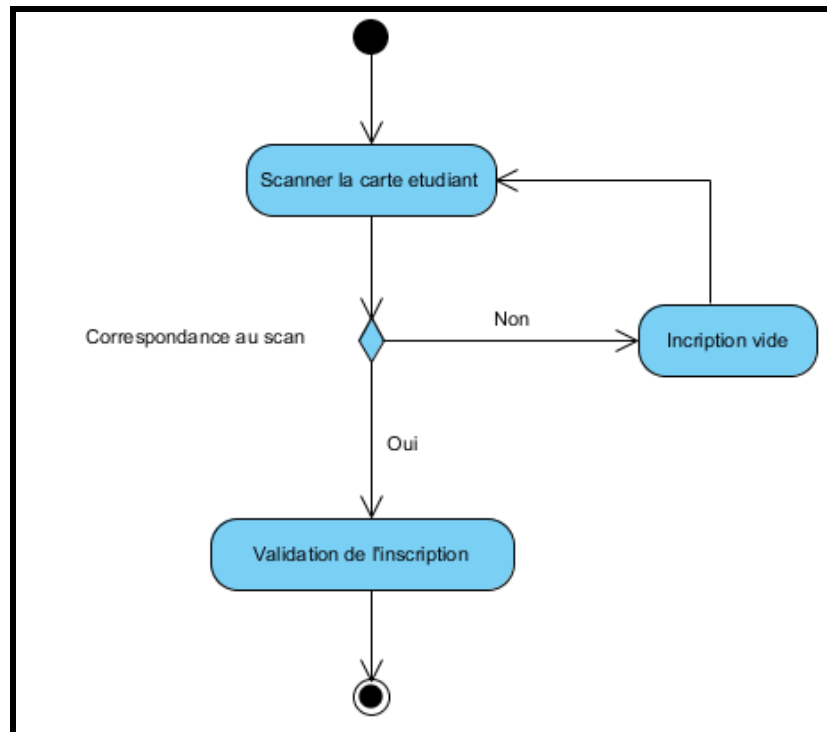 Scanner la carte etudiant
Correspondance au scan
Non
Incription vide
Oui
Validation de l'inscription